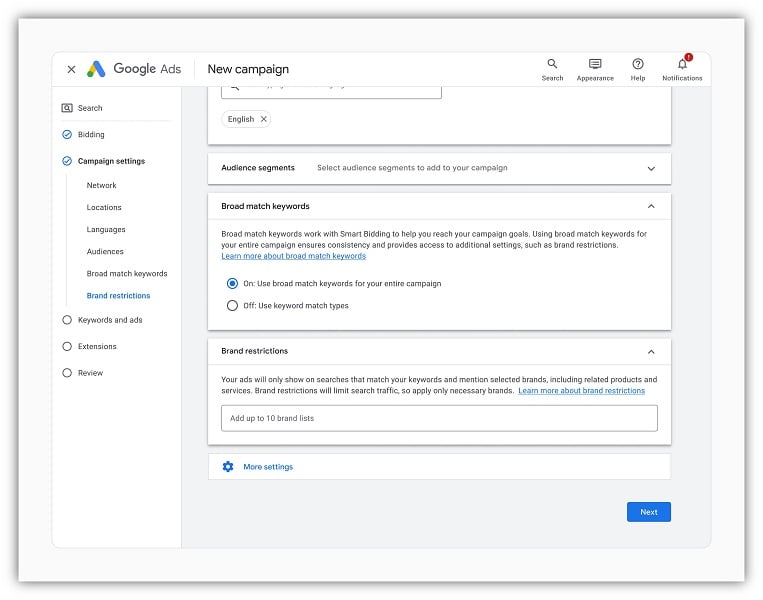 Google Ads
New campaign
Search
Appearance
Help
!
Notifications
Search
Bidding
Campaign settings
Network
Locations
Languages
Audiences
Broad match keywords
Brand restrictions
Keywords and ads
Extensions
Review
English
Audience segments Select audience segments to add to your campaign
Broad match keywords
Broad match keywords work with Smart Bidding to help you reach your campaign goals. Using broad match keywords for
your entire campaign ensures consistency and provides access to additional settings, such as brand restrictions.
Learn more about broad match keywords
On: Use broad match keywords for your entire campaign
Off: Use keyword match types
Brand restrictions
Your ads will only show on searches that match your keywords and mention selected brands, including related products and
services. Brand restrictions will limit search traffic, so apply only necessary brands. Learn more about brand restrictions
Add up to 10 brand lists
More settings
Next